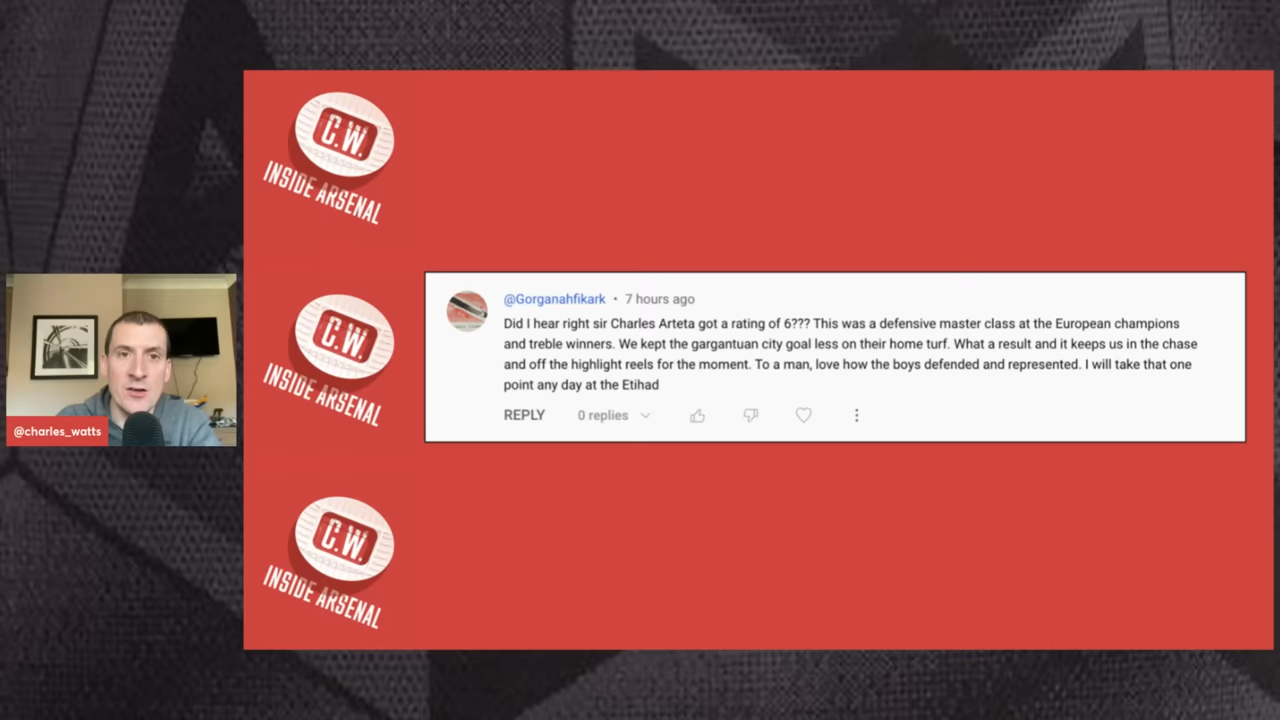 C.W.
INSIDE ARSENAL
C.W.
INSIDE ARSENAL
@Gorganahfikark • 7 hours ago
Did I hear right sir Charles Arteta got a rating of 6??? This was a defensive master class at the European champions
and treble winners. We kept the gargantuan city goal less on their home turf. What a result and it keeps us in the chase
and off the highlight reels for the moment. To a man, love how the boys defended and represented. I will take that one
point any day at the Etihad
REPLY 0 replies
@charles_watts
C.W.
INSIDE ARSENAL